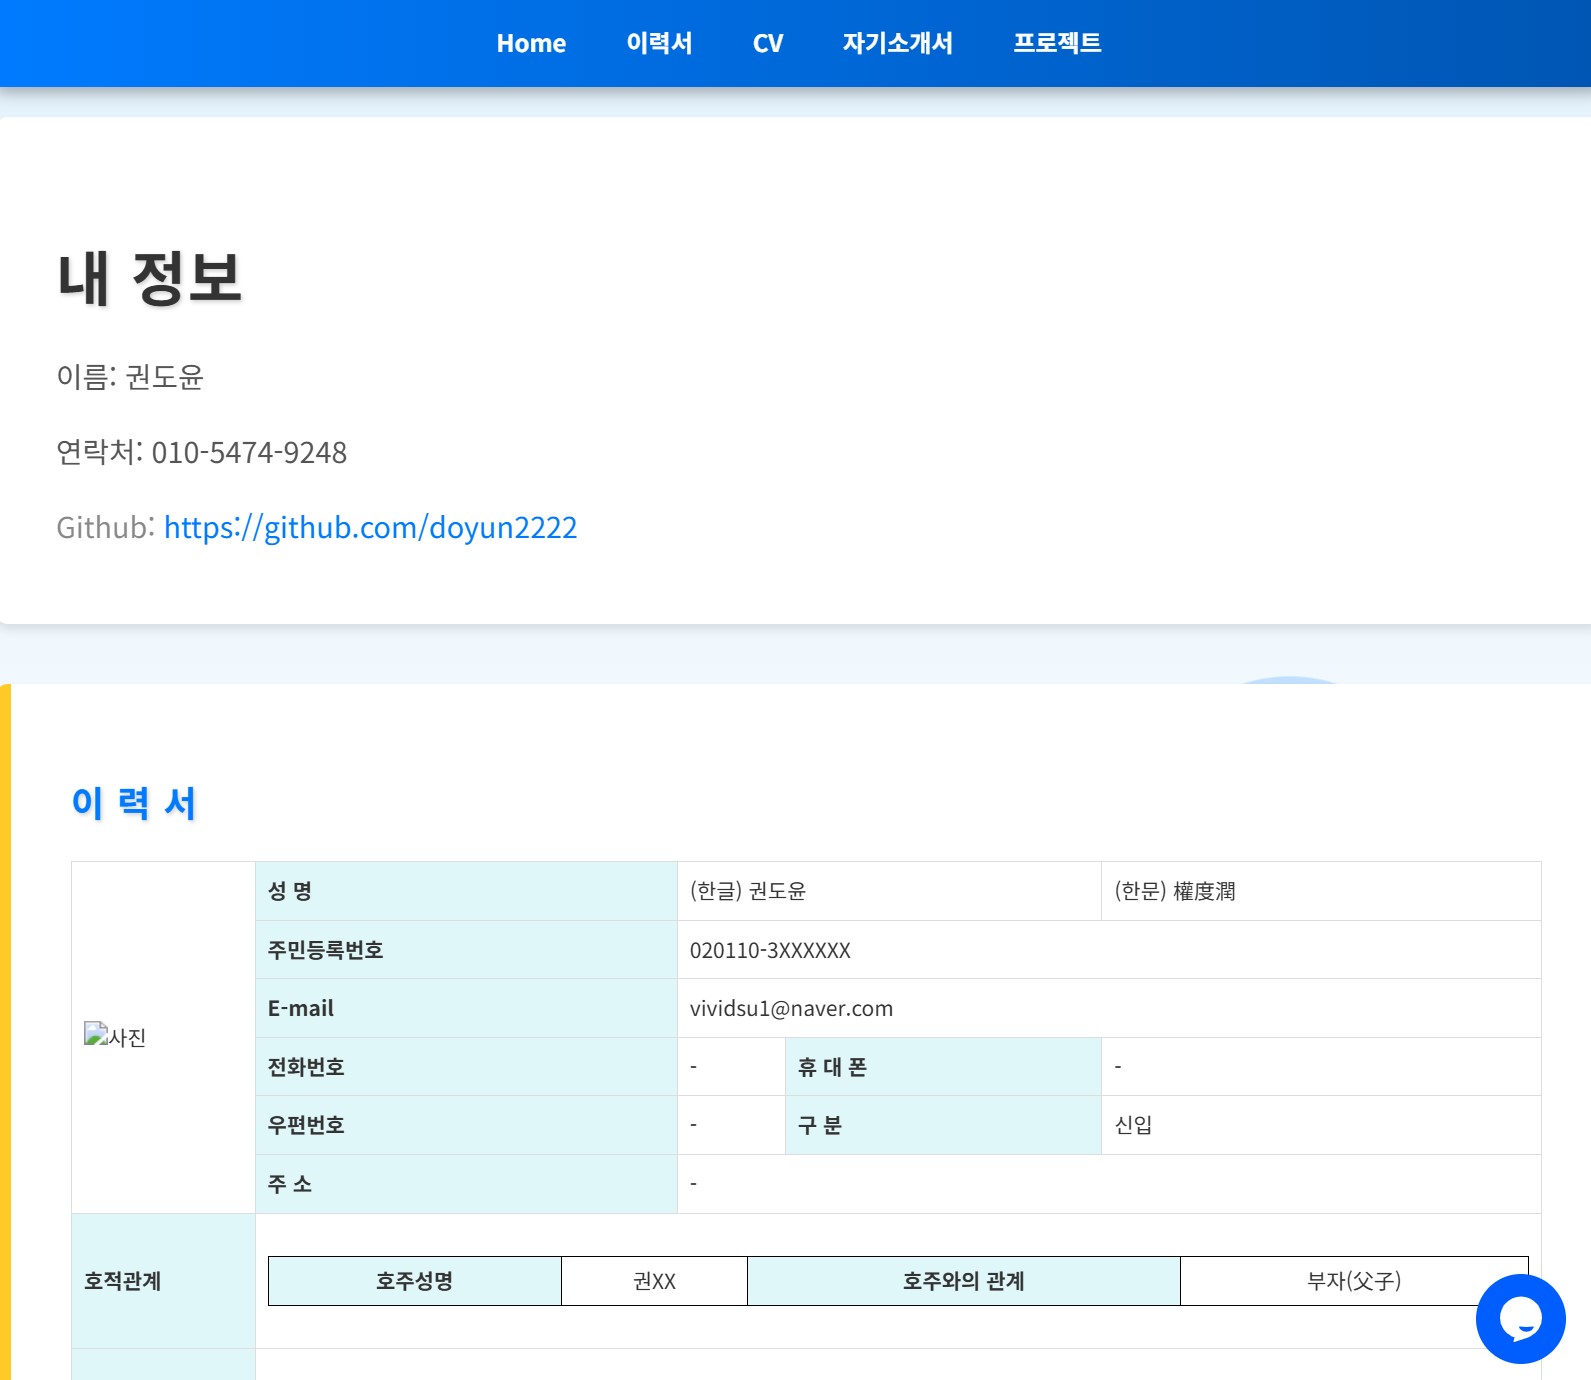 Home 이력서 CV 자기소개서 프로젝트
내 정보
이름: 권도윤
연락처: 010-5474-9248
Github: https://github.com/doyun2222
이 력 서
사진
성 명 (한글) 권도윤 (한문) 權度潤
주민등록번호 020110-3XXXXXX
E-mail vividsu1@naver.com
전화번호 - 휴 대 폰 -
우편번호 - 구 분 신입
주 소 -
호적관계 호주성명 권XX 호주와의 관계 부자(父子)